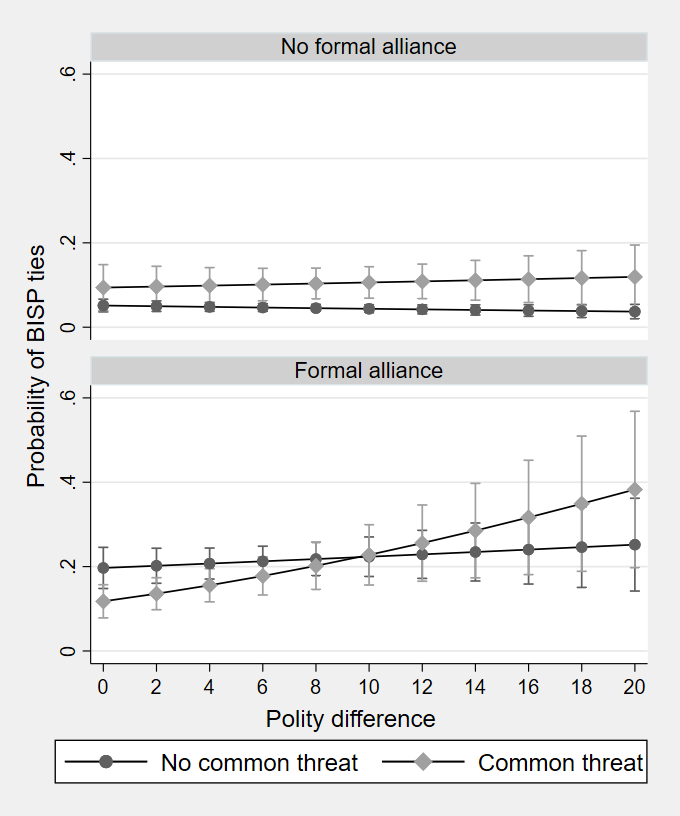 No formal alliance
.6
.4
.2
0
Formal alliance
.6
.4
.2
0
Probability of BISP ties
0 2 4 6 8 10 12 14 16 18 20
Polity difference
No common threat Common threat